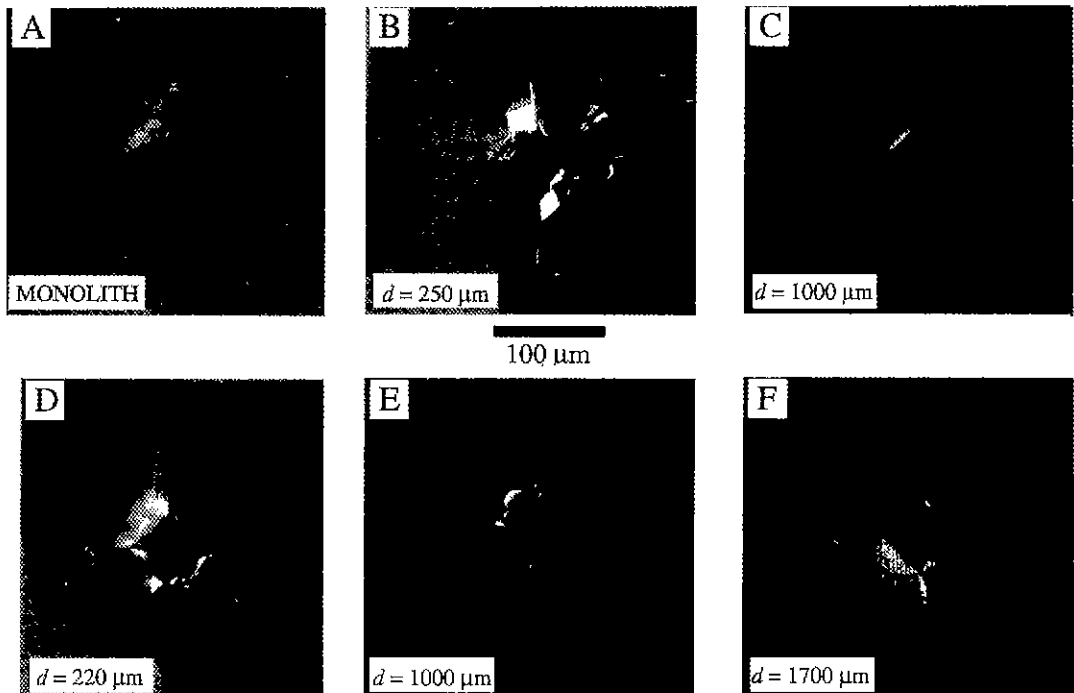 A
B
C
MONOLITH
d = 250 μm
d = 1000 μm
100 μm
D
E
F
d = 220 μm
d = 1000 μm
d = 1700 μm